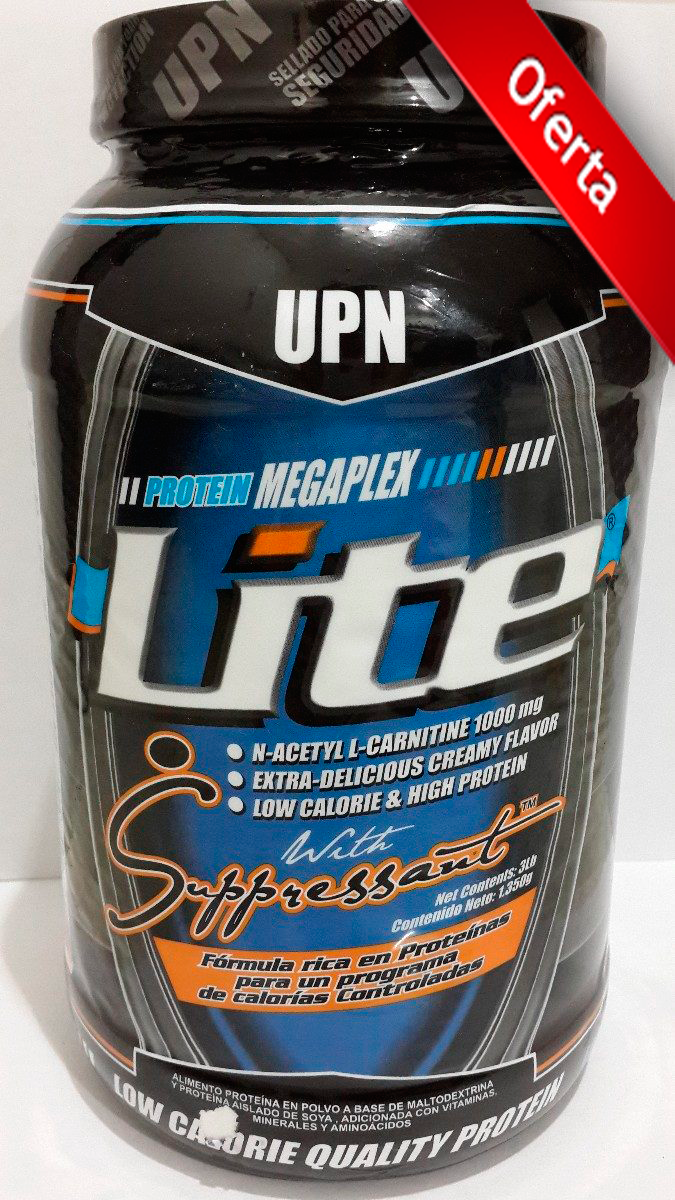 UPN
SELLADO PARA
SEGURIDAD
Oferta
UPN
PROTEIN MEGAPLEX
Lite®
• N-ACETYL L-CARNITINE 1000 mg
• EXTRA-DELICIOUS CREAMY FLAVOR
• LOW CALORIE & HIGH PROTEIN
With
Suppressant™
Net Contents: 3Lb
Contenido Neto: 1,350g
Fórmula rica en Proteínas
para un programa
de calorías Controladas
ALIMENTO PROTEÍNA EN POLVO A BASE DE MALTODEXTRINA
Y PROTEÍNA AISLADO DE SOYA , ADICIONADA CON VITAMINAS,
MINERALES Y AMINOÁCIDOS
LOW CALORIE QUALITY PROTEIN